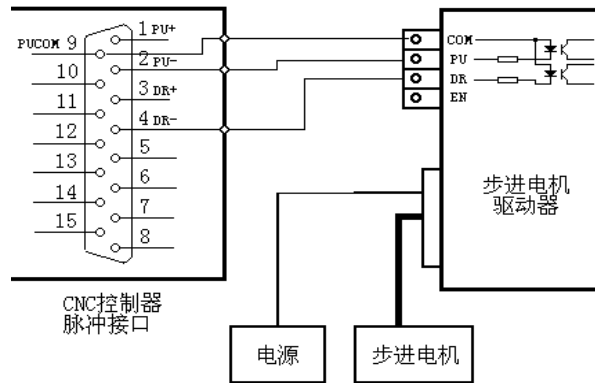 1 PU+
PUCOM 9
2 PU-
10
3 DR+
11
4 DR-
12
5
13
6
14
7
15
8
COM
PU
DR
EN
步进电机
驱动器
CNC控制器
脉冲接口
电源
步进电机